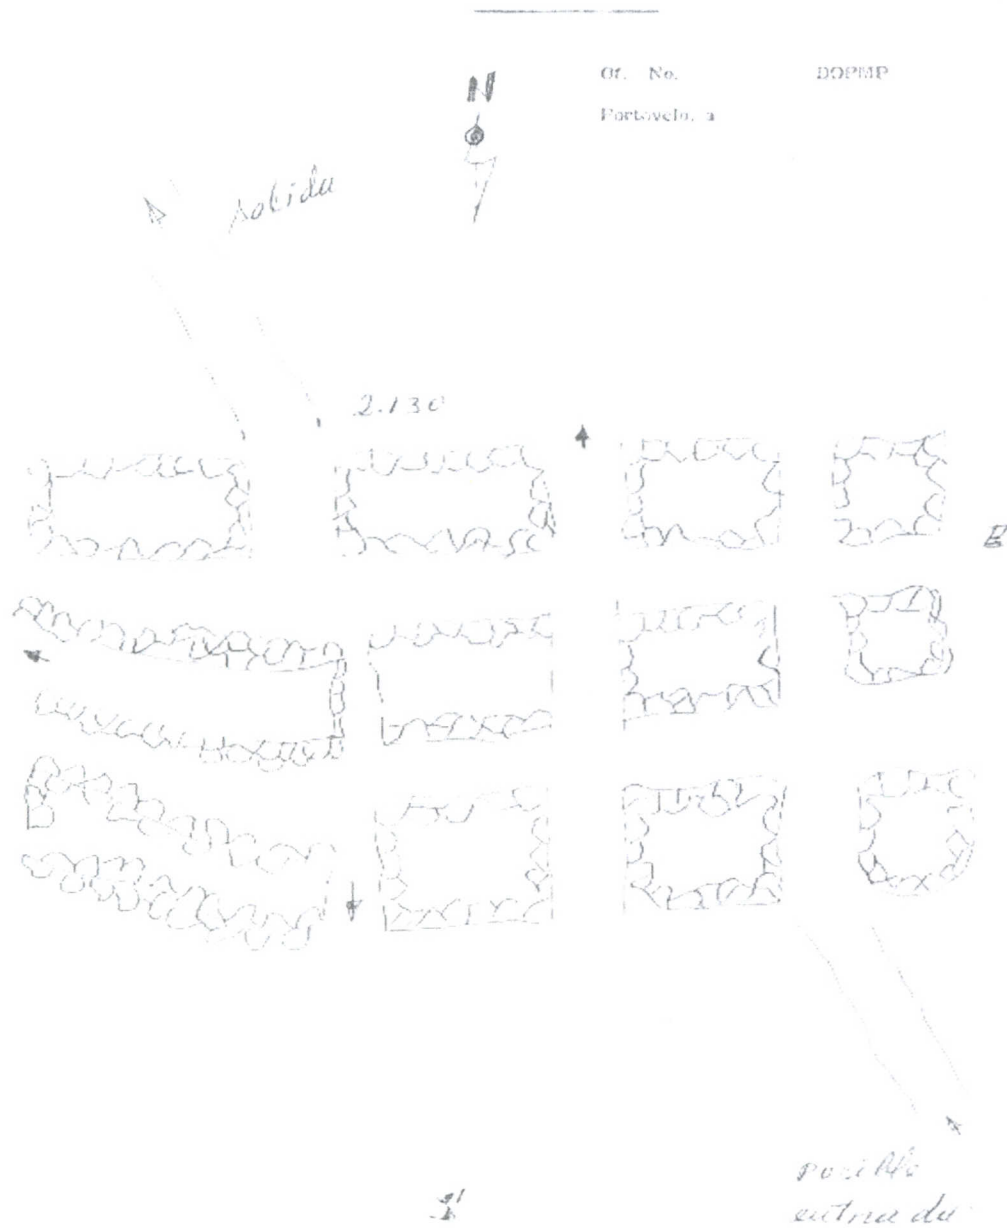 Of. No. DOPMP
Portovelo, a
N
salida
2.130
E
posible
entrada